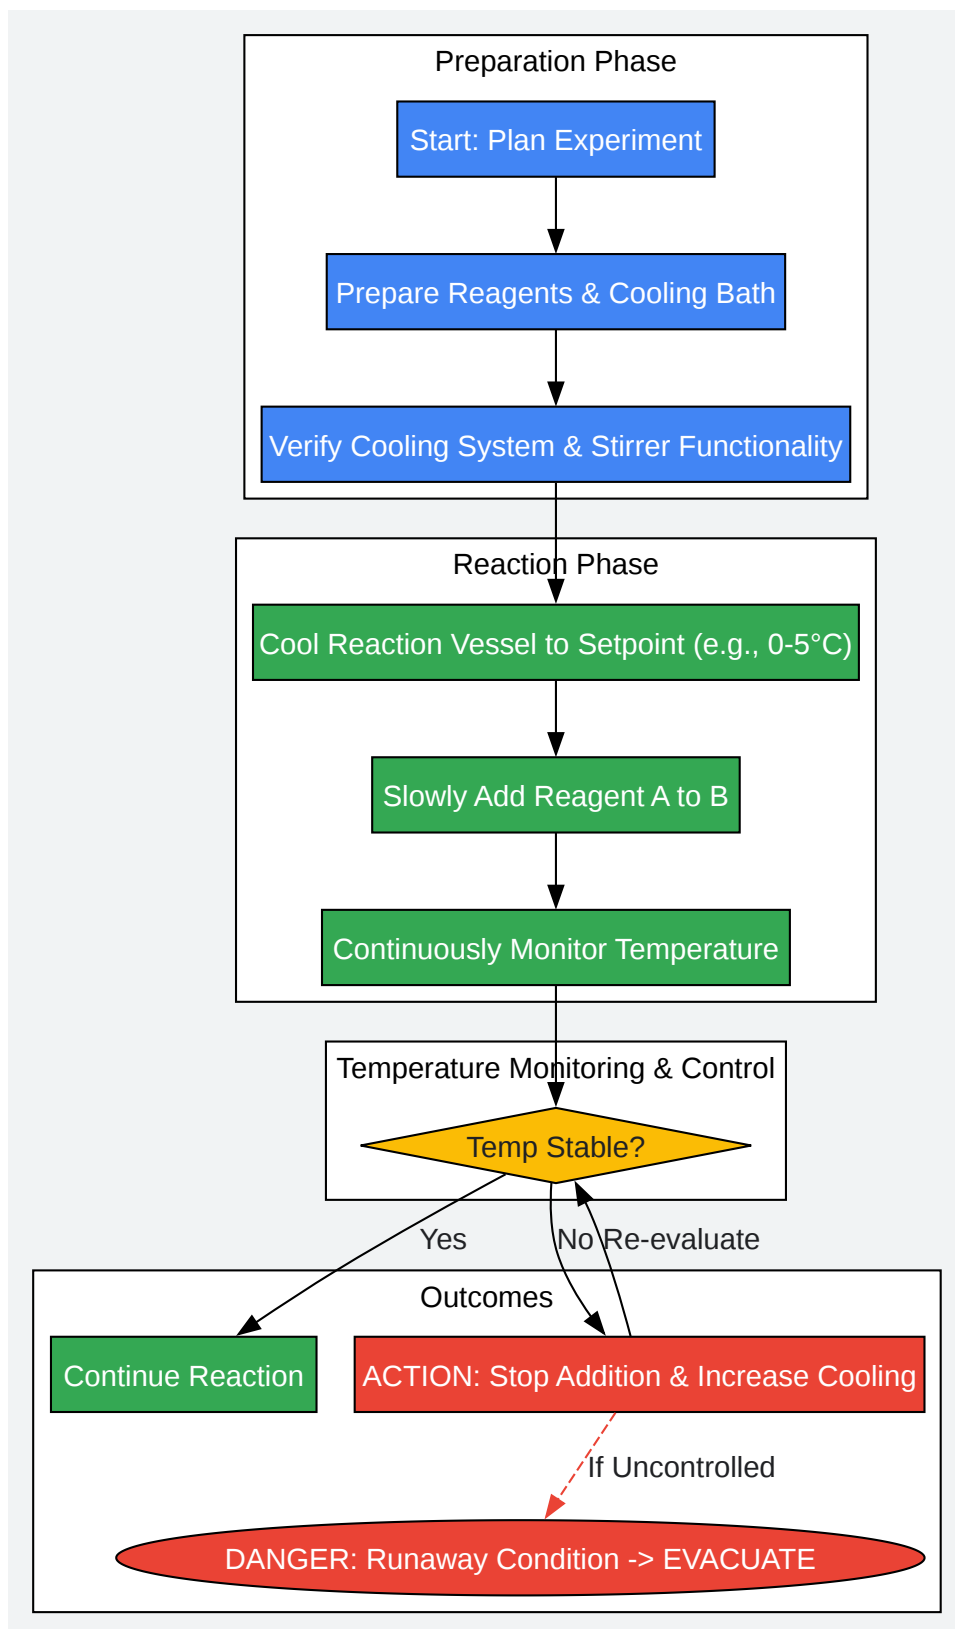 Preparation Phase
Start: Plan Experiment
Prepare Reagents & Cooling Bath
Verify Cooling System & Stirrer Functionality
Reaction Phase
Cool Reaction Vessel to Setpoint (e.g., 0-5°C)
Slowly Add Reagent A to B
Continuously Monitor Temperature
Temperature Monitoring & Control
Temp Stable?
Yes
No
Re-evaluate
Outcomes
Continue Reaction
ACTION: Stop Addition & Increase Cooling
If Uncontrolled
DANGER: Runaway Condition -> EVACUATE